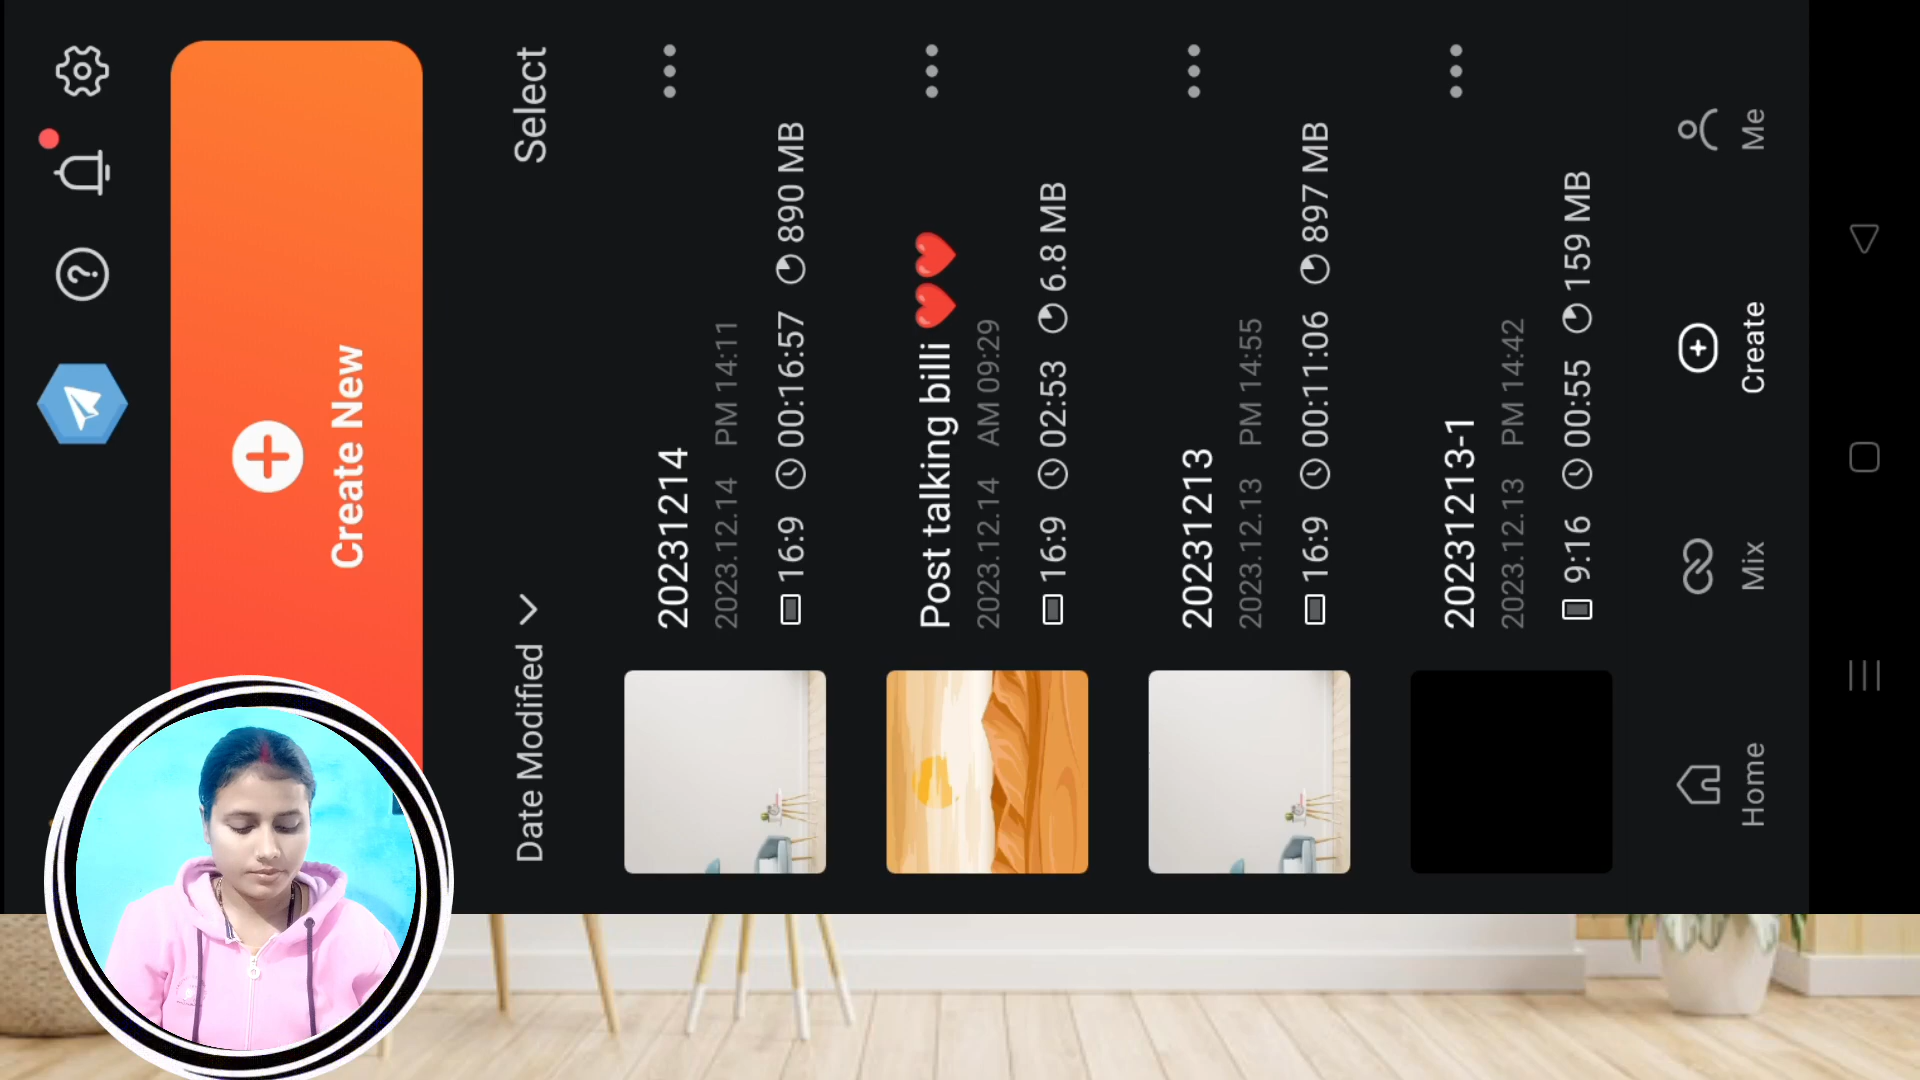 Create New
Date Modified
Select
20231214
2023.12.14 PM 14:11
16:9 00:16:57 890 MB
Post talking billi ❤️❤️
2023.12.14 AM 09:29
16:9 02:53 6.8 MB
20231213
2023.12.13 PM 14:55
16:9 00:11:06 897 MB
20231213-1
2023.12.13 PM 14:42
9:16 00:55 159 MB
Home
Mix
Create
Me